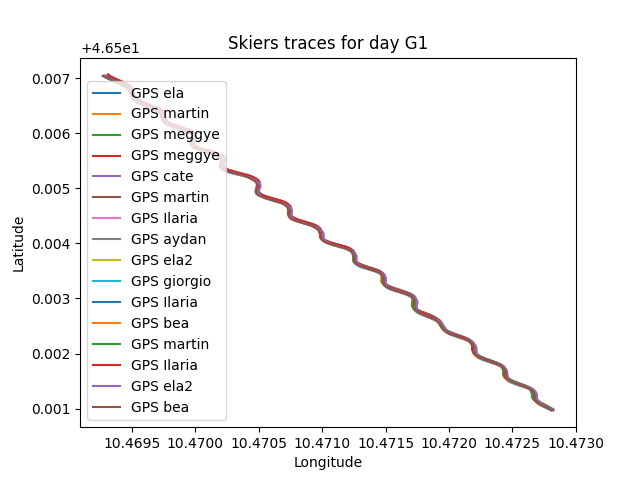 Skiers traces for day G1
+4.65e1
0.007
0.006
0.005
0.004
0.003
0.002
0.001
Latitude
GPS ela
GPS martin
GPS meggye
GPS meggye
GPS cate
GPS martin
GPS Ilaria
GPS aydan
GPS ela2
GPS giorgio
GPS Ilaria
GPS bea
GPS martin
GPS Ilaria
GPS ela2
GPS bea
10.4695 10.4700 10.4705 10.4710 10.4715 10.4720 10.4725 10.4730
Longitude